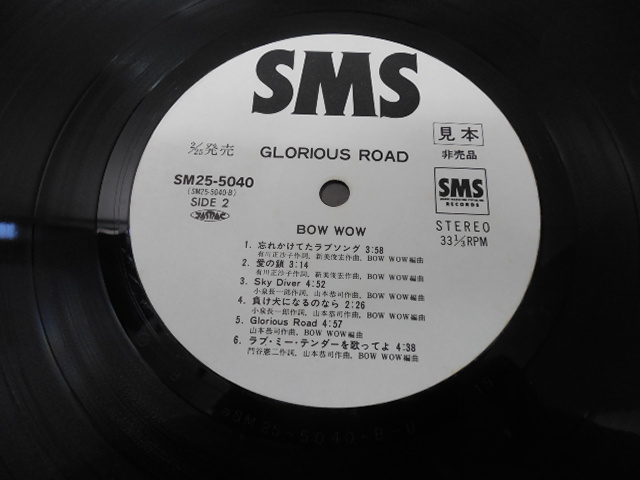 SMS
見本
非売品
2/25発売
GLORIOUS ROAD
SM25-5040
(SM25-5040-B)
SIDE 2
JASRAC
SMS
RECORDS
STEREO
33⅓RPM
BOW WOW
1. 忘れかけてたラブソング 3:58
有川正沙子作詞, 新美俊宏作曲, BOW WOW編曲
2. 愛の鎖 3:14
有川正沙子作詞, 新美俊宏作曲, BOW WOW編曲
3. Sky Diver 4:52
小泉長一郎作詞, 山本恭司作曲, BOW WOW編曲
4. 負け犬になるのなら 2:26
小泉長一郎作詞, 山本恭司作曲, BOW WOW編曲
5. Glorious Road 4:57
山本恭司作曲, BOW WOW編曲
6. ラブ・ミー・テンダーを歌ってよ 4:38
門谷憲二作詞, 山本恭司作曲, BOW WOW編曲